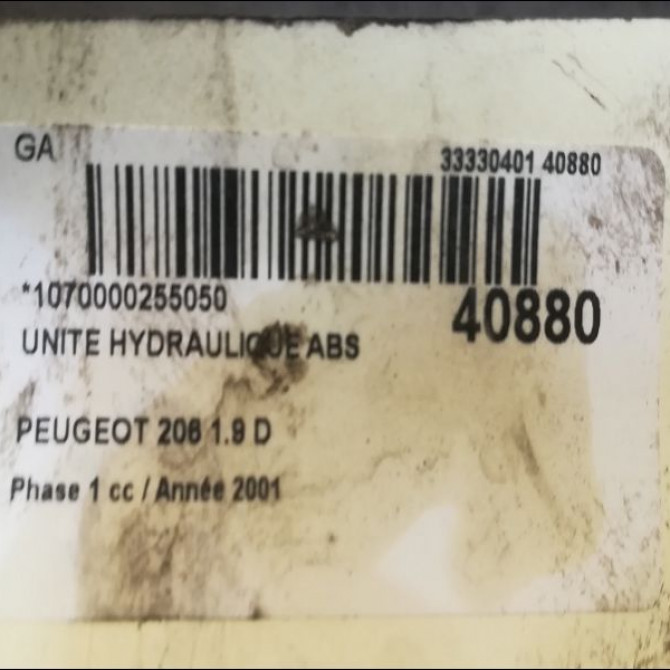 GA
33330401 40880
*1070000255050
40880
UNITE HYDRAULIQUE ABS
PEUGEOT 206 1.9 D
Phase 1 cc / Année 2001